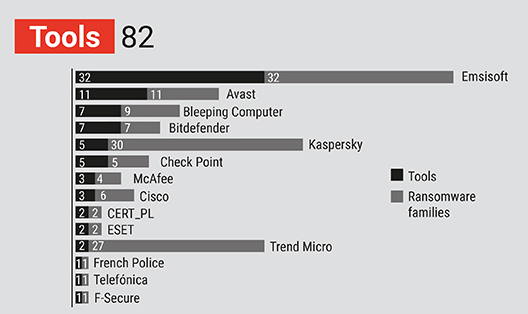 Tools 82
32 32 Emsisoft
11 11 Avast
7 9 Bleeping Computer
7 7 Bitdefender
5 30 Kaspersky
5 5 Check Point
3 4 McAfee
3 6 Cisco
2 2 CERT_PL
2 2 ESET
2 27 Trend Micro
1 1 French Police
1 1 Telefónica
1 1 F-Secure
Tools
Ransomware
families